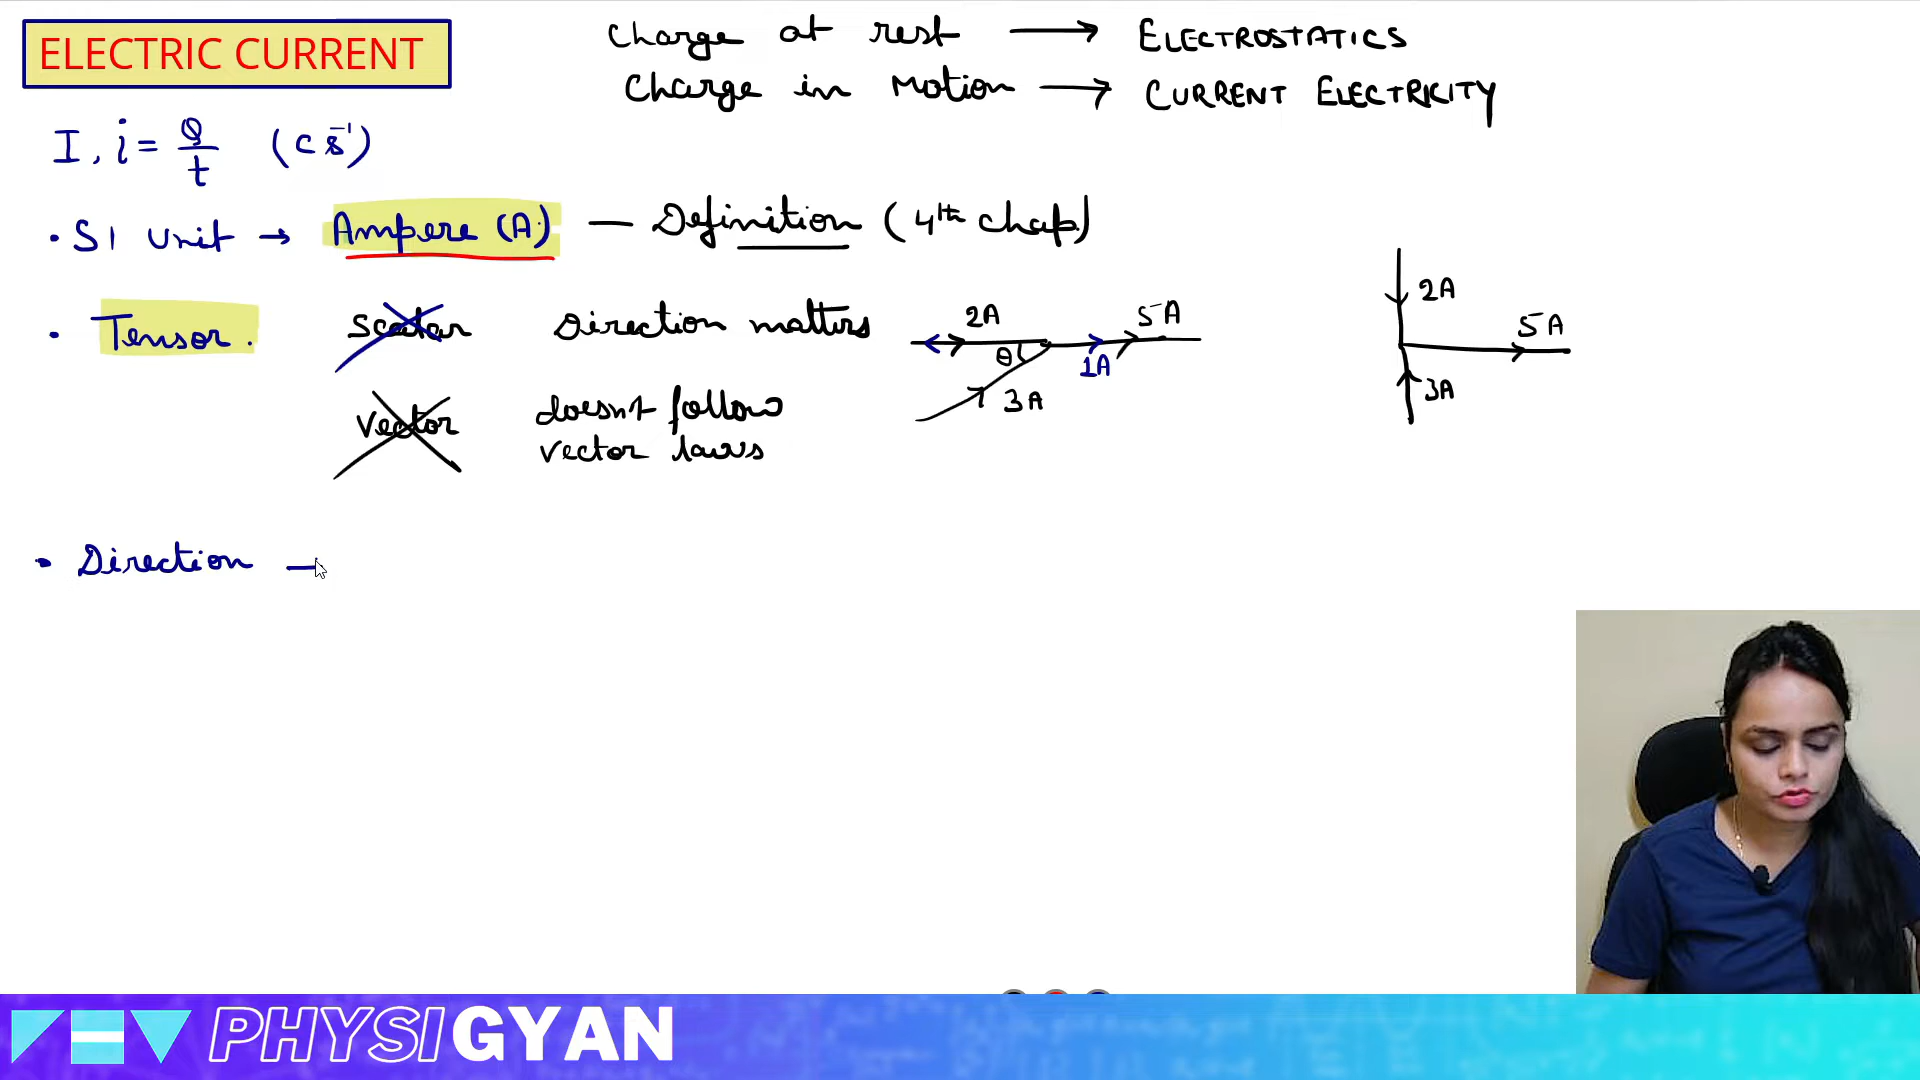 ELECTRIC CURRENT
Charge at rest → ELECTROSTATICS
Charge in Motion → CURRENT ELECTRICITY
I, i = Q/t (C s⁻¹)
• SI Unit → Ampere (A) — Definition (4th chap)
• Tensor. Scalar Direction matters
Vector doesn't follow
vector laws
2A
5A
θ
1A
3A
2A
5A
3A
• Direction —
PHYSIGYAN